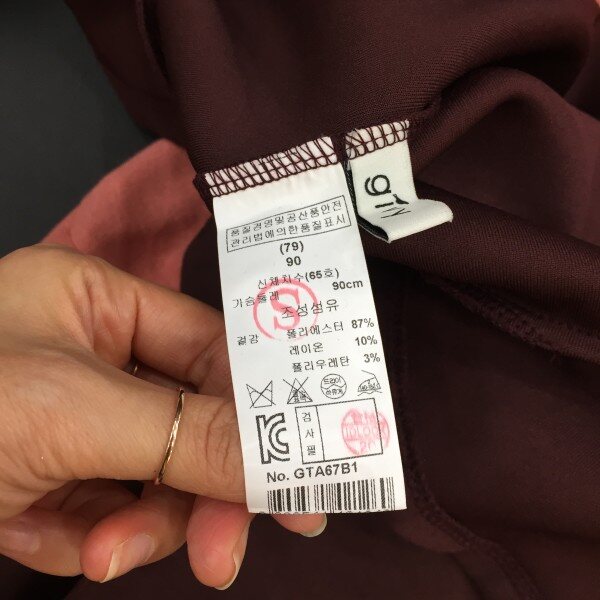 품질경영및공산품안전
관리법에의한품질표시
(79)
90
신체치수(65호)
가슴둘레 90cm
S
조성섬유
겉감 폴리에스터 87%
레이온 10%
폴리우레탄 3%
드라이
검사필
No. GTA67B1